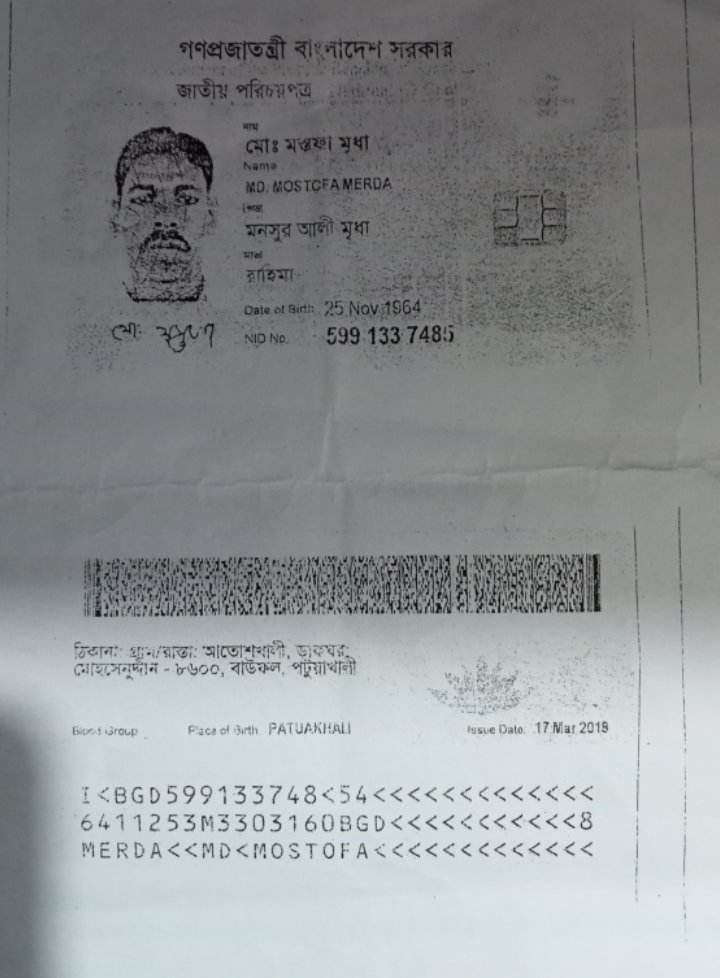 গণপ্রজাতন্ত্রী বাংলাদেশ সরকার
জাতীয় পরিচয়পত্র
নাম
মোঃ মস্তফা মৃধা
Name
MD. MOSTOFA MERDA
পিতা
মনসুর আলী মৃধা
মাতা
রাহিমা
Date of Birth 25 Nov 1964
NID No. 599 133 7485
ঠিকানা: গ্রাম/রাস্তা: আতোশখালী, ডাকঘর:
মোহসেনুদ্দীন - ৮৬০০, বাউফল, পটুয়াখালী
Blood Group Place of Birth PATUAKHALI Issue Date: 17 Mar 2019
I<BGD599133748<54<<<<<<<<<<<<<
6411253M3303160BGD<<<<<<<<<<<8
MERDA<<MD<MOSTOFA<<<<<<<<<<<<<